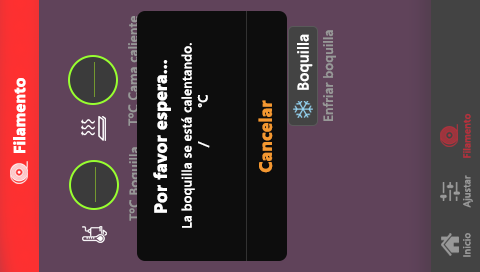 Filamento
T°C Boquilla
T°C Cama caliente
Por favor espera...
La boquilla se está calentando.
/ °C
Cancelar
Boquilla
Enfriar boquilla
Inicio
Ajustar
Filamento